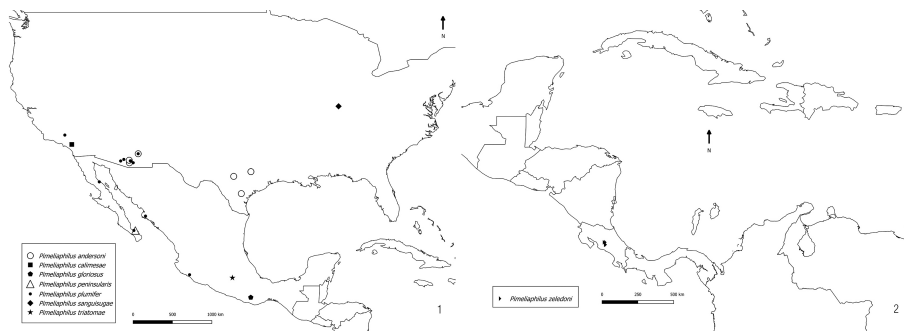 N
Pimeliaphilus andersoni
Pimeliaphilus calimesae
Pimeliaphilus gloriosus
Pimeliaphilus peninsularis
Pimeliaphilus plumifer
Pimeliaphilus sanguisugae
Pimeliaphilus triatomae
0 500 1000 km
1
N
Pimeliaphilus zeledoni
0 250 500 km
2